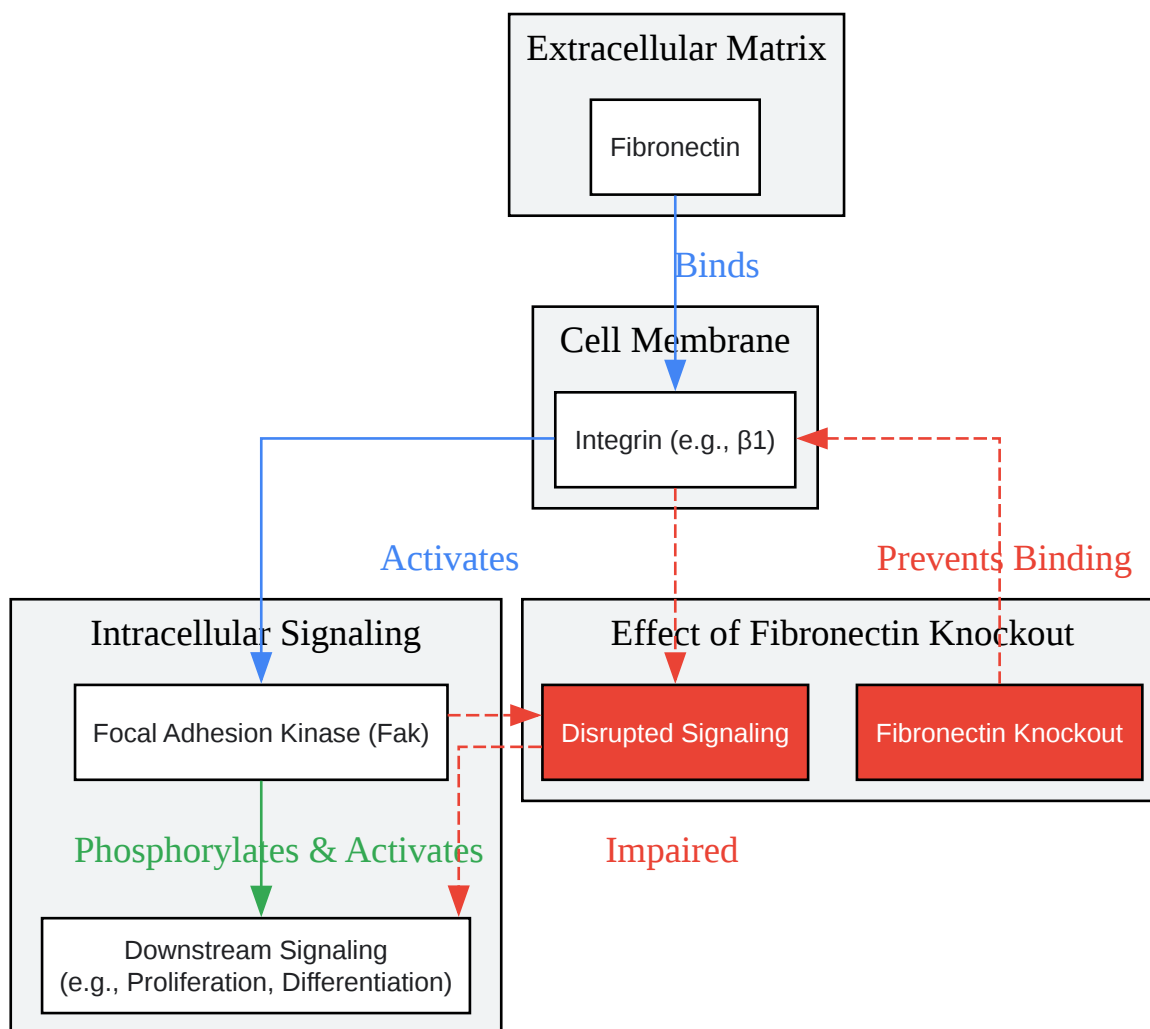 Extracellular Matrix
Fibronectin
Binds
Cell Membrane
Integrin (e.g., β1)
Activates
Prevents Binding
Intracellular Signaling
Effect of Fibronectin Knockout
Focal Adhesion Kinase (Fak)
Disrupted Signaling
Fibronectin Knockout
Phosphorylates & Activates
Impaired
Downstream Signaling
(e.g., Proliferation, Differentiation)